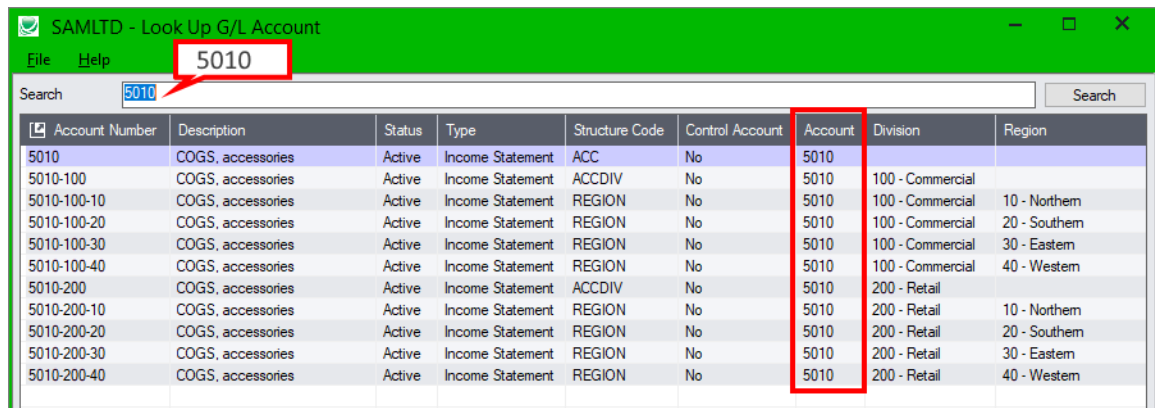 SAMLTD - Look Up G/L Account
File Help 5010
Search 5010 Search
Account Number Description Status Type Structure Code Control Account Account Division Region
5010 COGS, accessories Active Income Statement ACC No 5010
5010-100 COGS, accessories Active Income Statement ACCDIV No 5010 100 - Commercial
5010-100-10 COGS, accessories Active Income Statement REGION No 5010 100 - Commercial 10 - Northern
5010-100-20 COGS, accessories Active Income Statement REGION No 5010 100 - Commercial 20 - Southern
5010-100-30 COGS, accessories Active Income Statement REGION No 5010 100 - Commercial 30 - Eastern
5010-100-40 COGS, accessories Active Income Statement REGION No 5010 100 - Commercial 40 - Western
5010-200 COGS, accessories Active Income Statement ACCDIV No 5010 200 - Retail
5010-200-10 COGS, accessories Active Income Statement REGION No 5010 200 - Retail 10 - Northern
5010-200-20 COGS, accessories Active Income Statement REGION No 5010 200 - Retail 20 - Southern
5010-200-30 COGS, accessories Active Income Statement REGION No 5010 200 - Retail 30 - Eastern
5010-200-40 COGS, accessories Active Income Statement REGION No 5010 200 - Retail 40 - Western